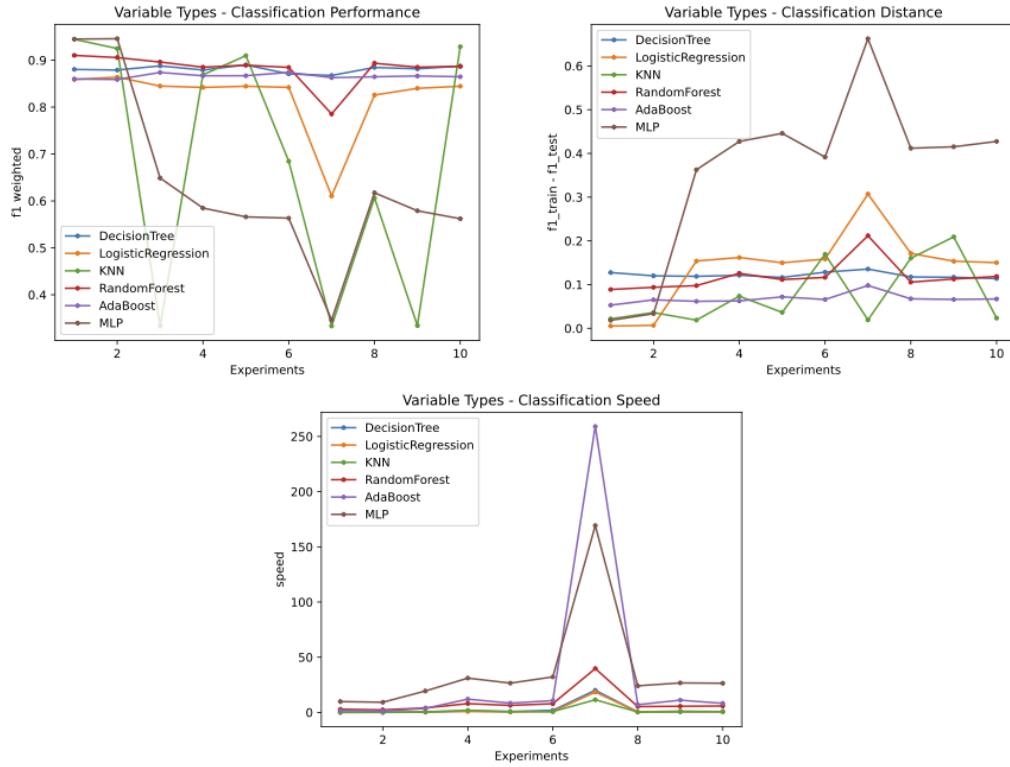 Variable Types - Classification Performance
f1 weighted
0.9
0.8
0.7
0.6
0.5
0.4
DecisionTree
LogisticRegression
KNN
RandomForest
AdaBoost
MLP
2 4 6 8 10
Experiments
Variable Types - Classification Distance
f1_train - f1_test
0.6
0.5
0.4
0.3
0.2
0.1
0.0
DecisionTree
LogisticRegression
KNN
RandomForest
AdaBoost
MLP
2 4 6 8 10
Experiments
Variable Types - Classification Speed
speed
250
200
150
100
50
0
DecisionTree
LogisticRegression
KNN
RandomForest
AdaBoost
MLP
2 4 6 8 10
Experiments